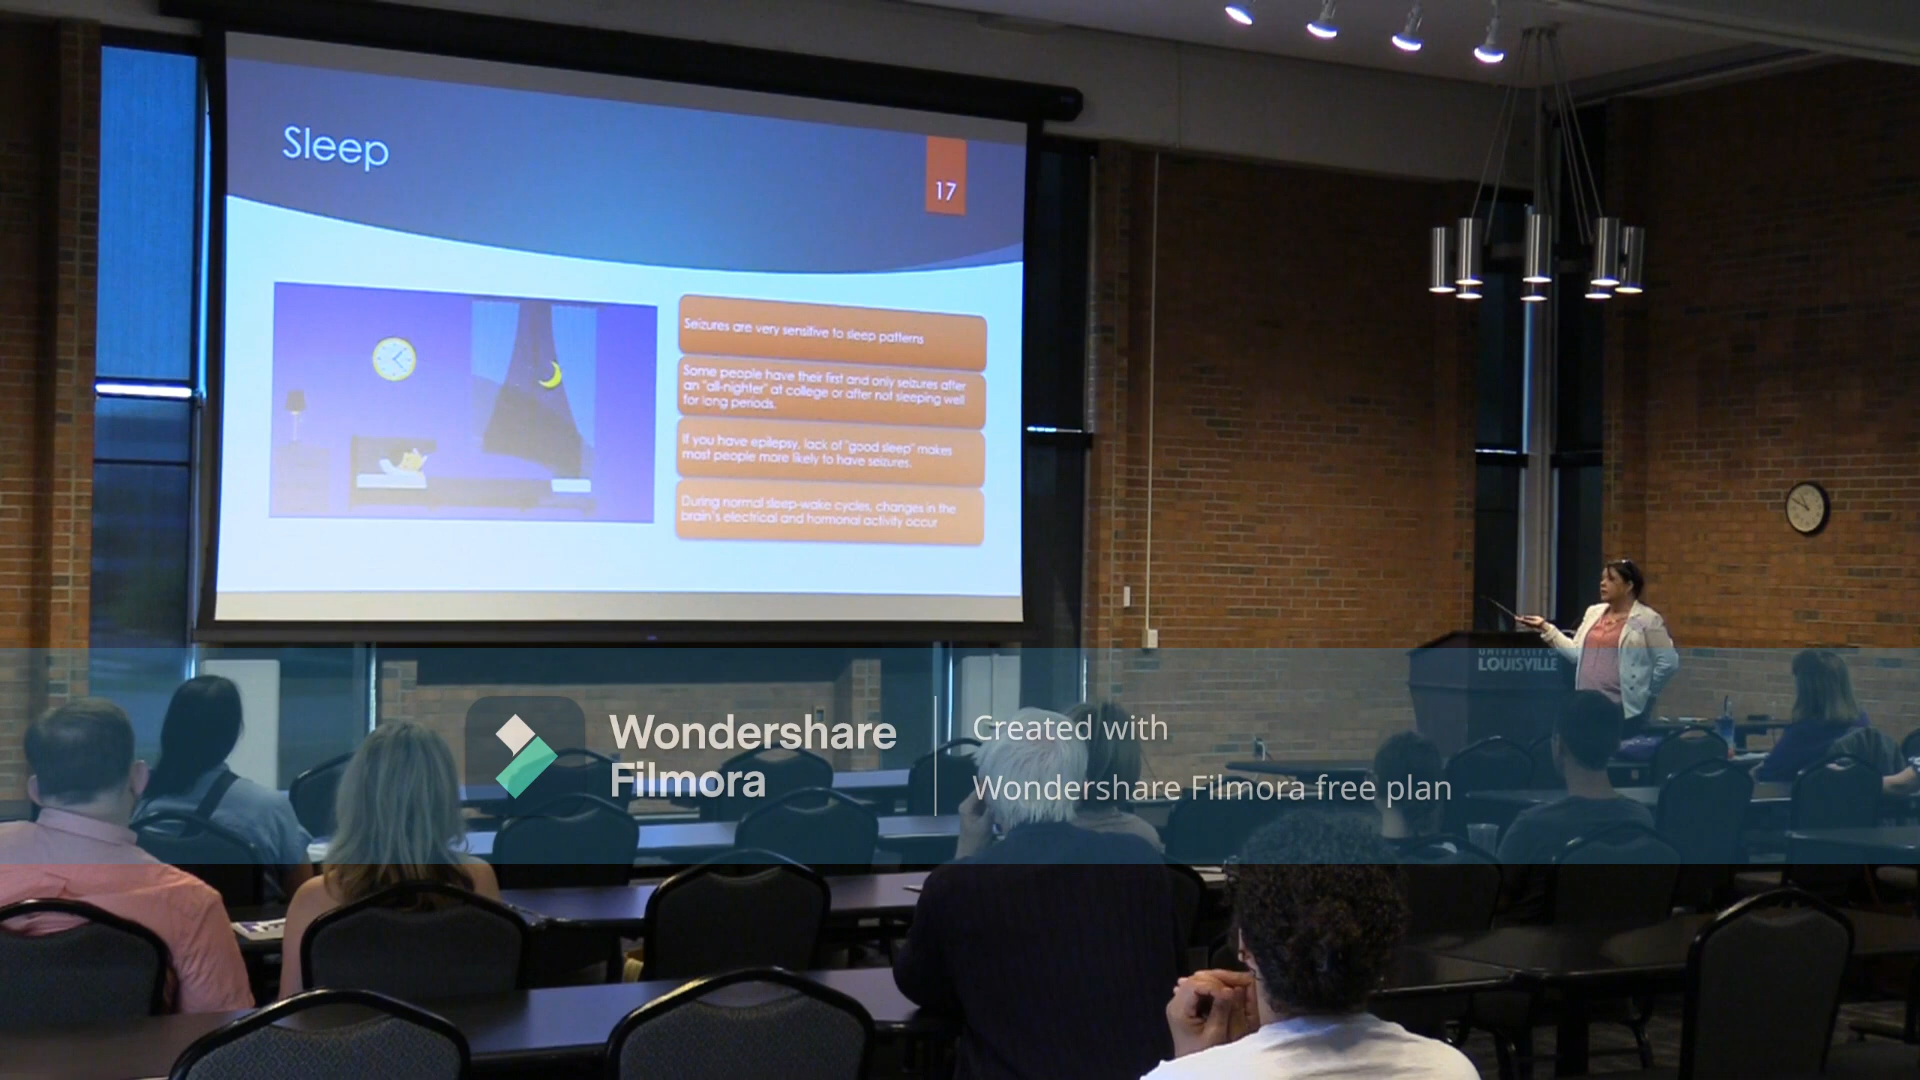 Sleep
17
Seizures are very sensitive to sleep patterns
Some people have their first and only seizures after
an "all-nighter" at college or after not sleeping well
for long periods.
If you have epilepsy, lack of "good sleep" makes
most people more likely to have seizures.
During normal sleep-wake cycles, changes in the
brain's electrical and hormonal activity occur
UNIVERSITY OF
LOUISVILLE
Wondershare
Filmora
Created with
Wondershare Filmora free plan